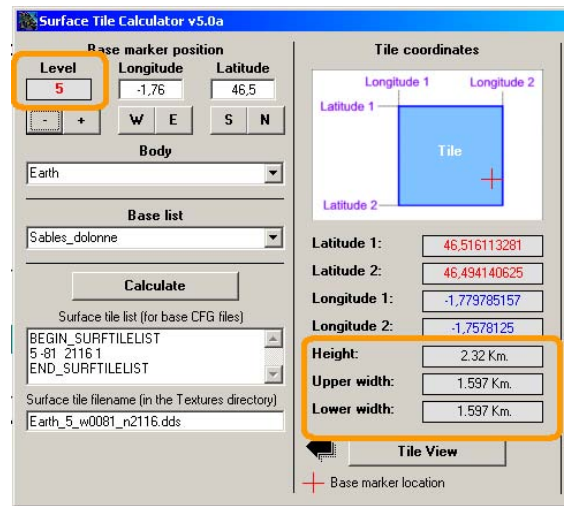 Surface Tile Calculator v5.0a
Base marker position
Level Longitude Latitude
5 -1,76 46,5
- + W E S N
Body
Earth
Base list
Sables_dolonne
Calculate
Surface tile list (for base CFG files)
BEGIN_SURFTILELIST
5 -81 2116 1
END_SURFTILELIST
Surface tile filename (in the Textures directory)
Earth_5_w0081_n2116.dds
Tile coordinates
Longitude 1 Longitude 2
Latitude 1
Tile
Latitude 2
Latitude 1: 46,516113281
Latitude 2: 46,494140625
Longitude 1: -1,779785157
Longitude 2: -1,7578125
Height: 2.32 Km.
Upper width: 1.597 Km.
Lower width: 1.597 Km.
Tile View
Base marker location